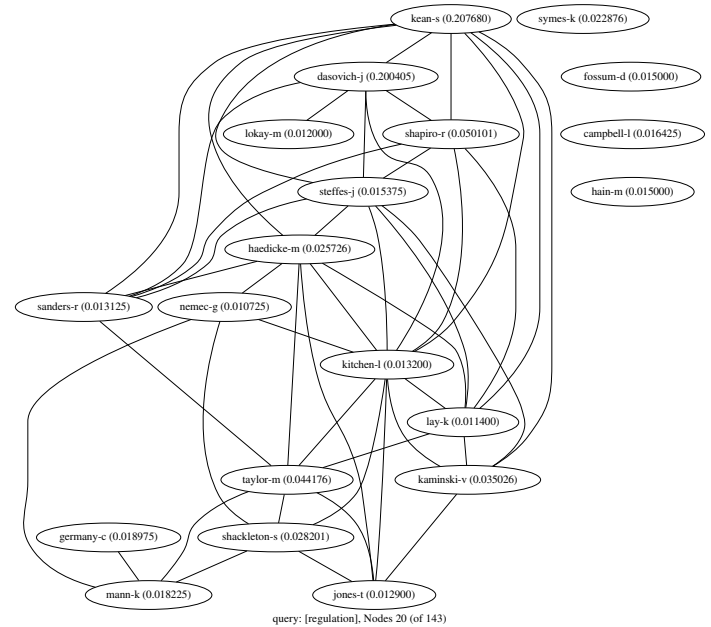 kean-s (0.207680)
symes-k (0.022876)
dasovich-j (0.200405)
fossum-d (0.015000)
lokay-m (0.012000)
shapiro-r (0.050101)
campbell-l (0.016425)
steffes-j (0.015375)
hain-m (0.015000)
haedicke-m (0.025726)
sanders-r (0.013125)
nemec-g (0.010725)
kitchen-l (0.013200)
lay-k (0.011400)
taylor-m (0.044176)
kaminski-v (0.035026)
germany-c (0.018975)
shackleton-s (0.028201)
mann-k (0.018225)
jones-t (0.012900)
query: [regulation], Nodes 20 (of 143)